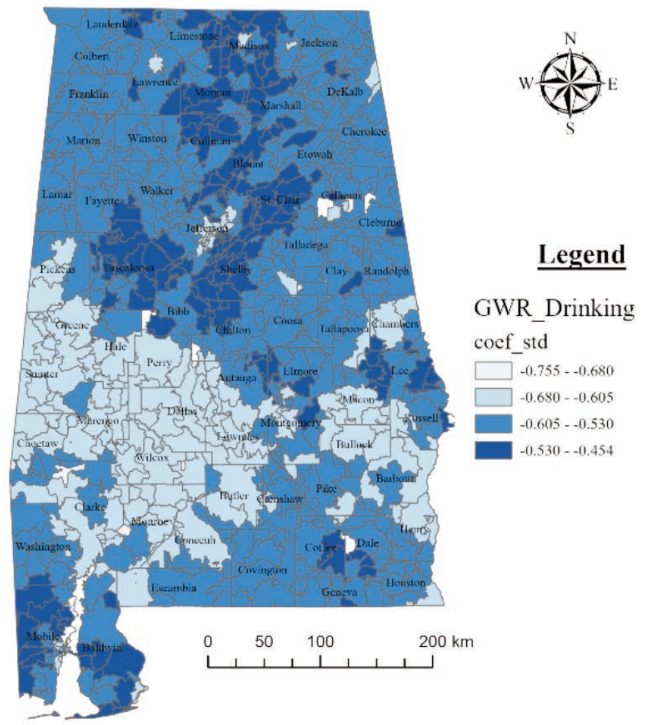 Lauderdale
Limestone
Madison
Jackson
Colbert
Lawrence
Franklin
Morgan
DeKalb
Marshall
Marion
Winston
Cullman
Cherokee
Blount
Etowah
Lamar
Fayette
Walker
St. Clair
Calhoun
Cleburne
Jefferson
Talladega
Pickens
Tuscaloosa
Shelby
Clay
Randolph
Bibb
Greene
Hale
Chilton
Coosa
Tallapoosa
Chambers
Perry
Sumter
Autauga
Elmore
Lee
Macon
Marengo
Dallas
Montgomery
Russell
Choctaw
Lowndes
Bullock
Wilcox
Barbour
Clarke
Butler
Crenshaw
Pike
Monroe
Washington
Conecuh
Coffee
Dale
Henry
Covington
Escambia
Geneva
Houston
Mobile
Baldwin
N
W E
S
Legend
GWR_Drinking
coef_std
-0.755 - -0.680
-0.680 - -0.605
-0.605 - -0.530
-0.530 - -0.454
0 50 100 200 km